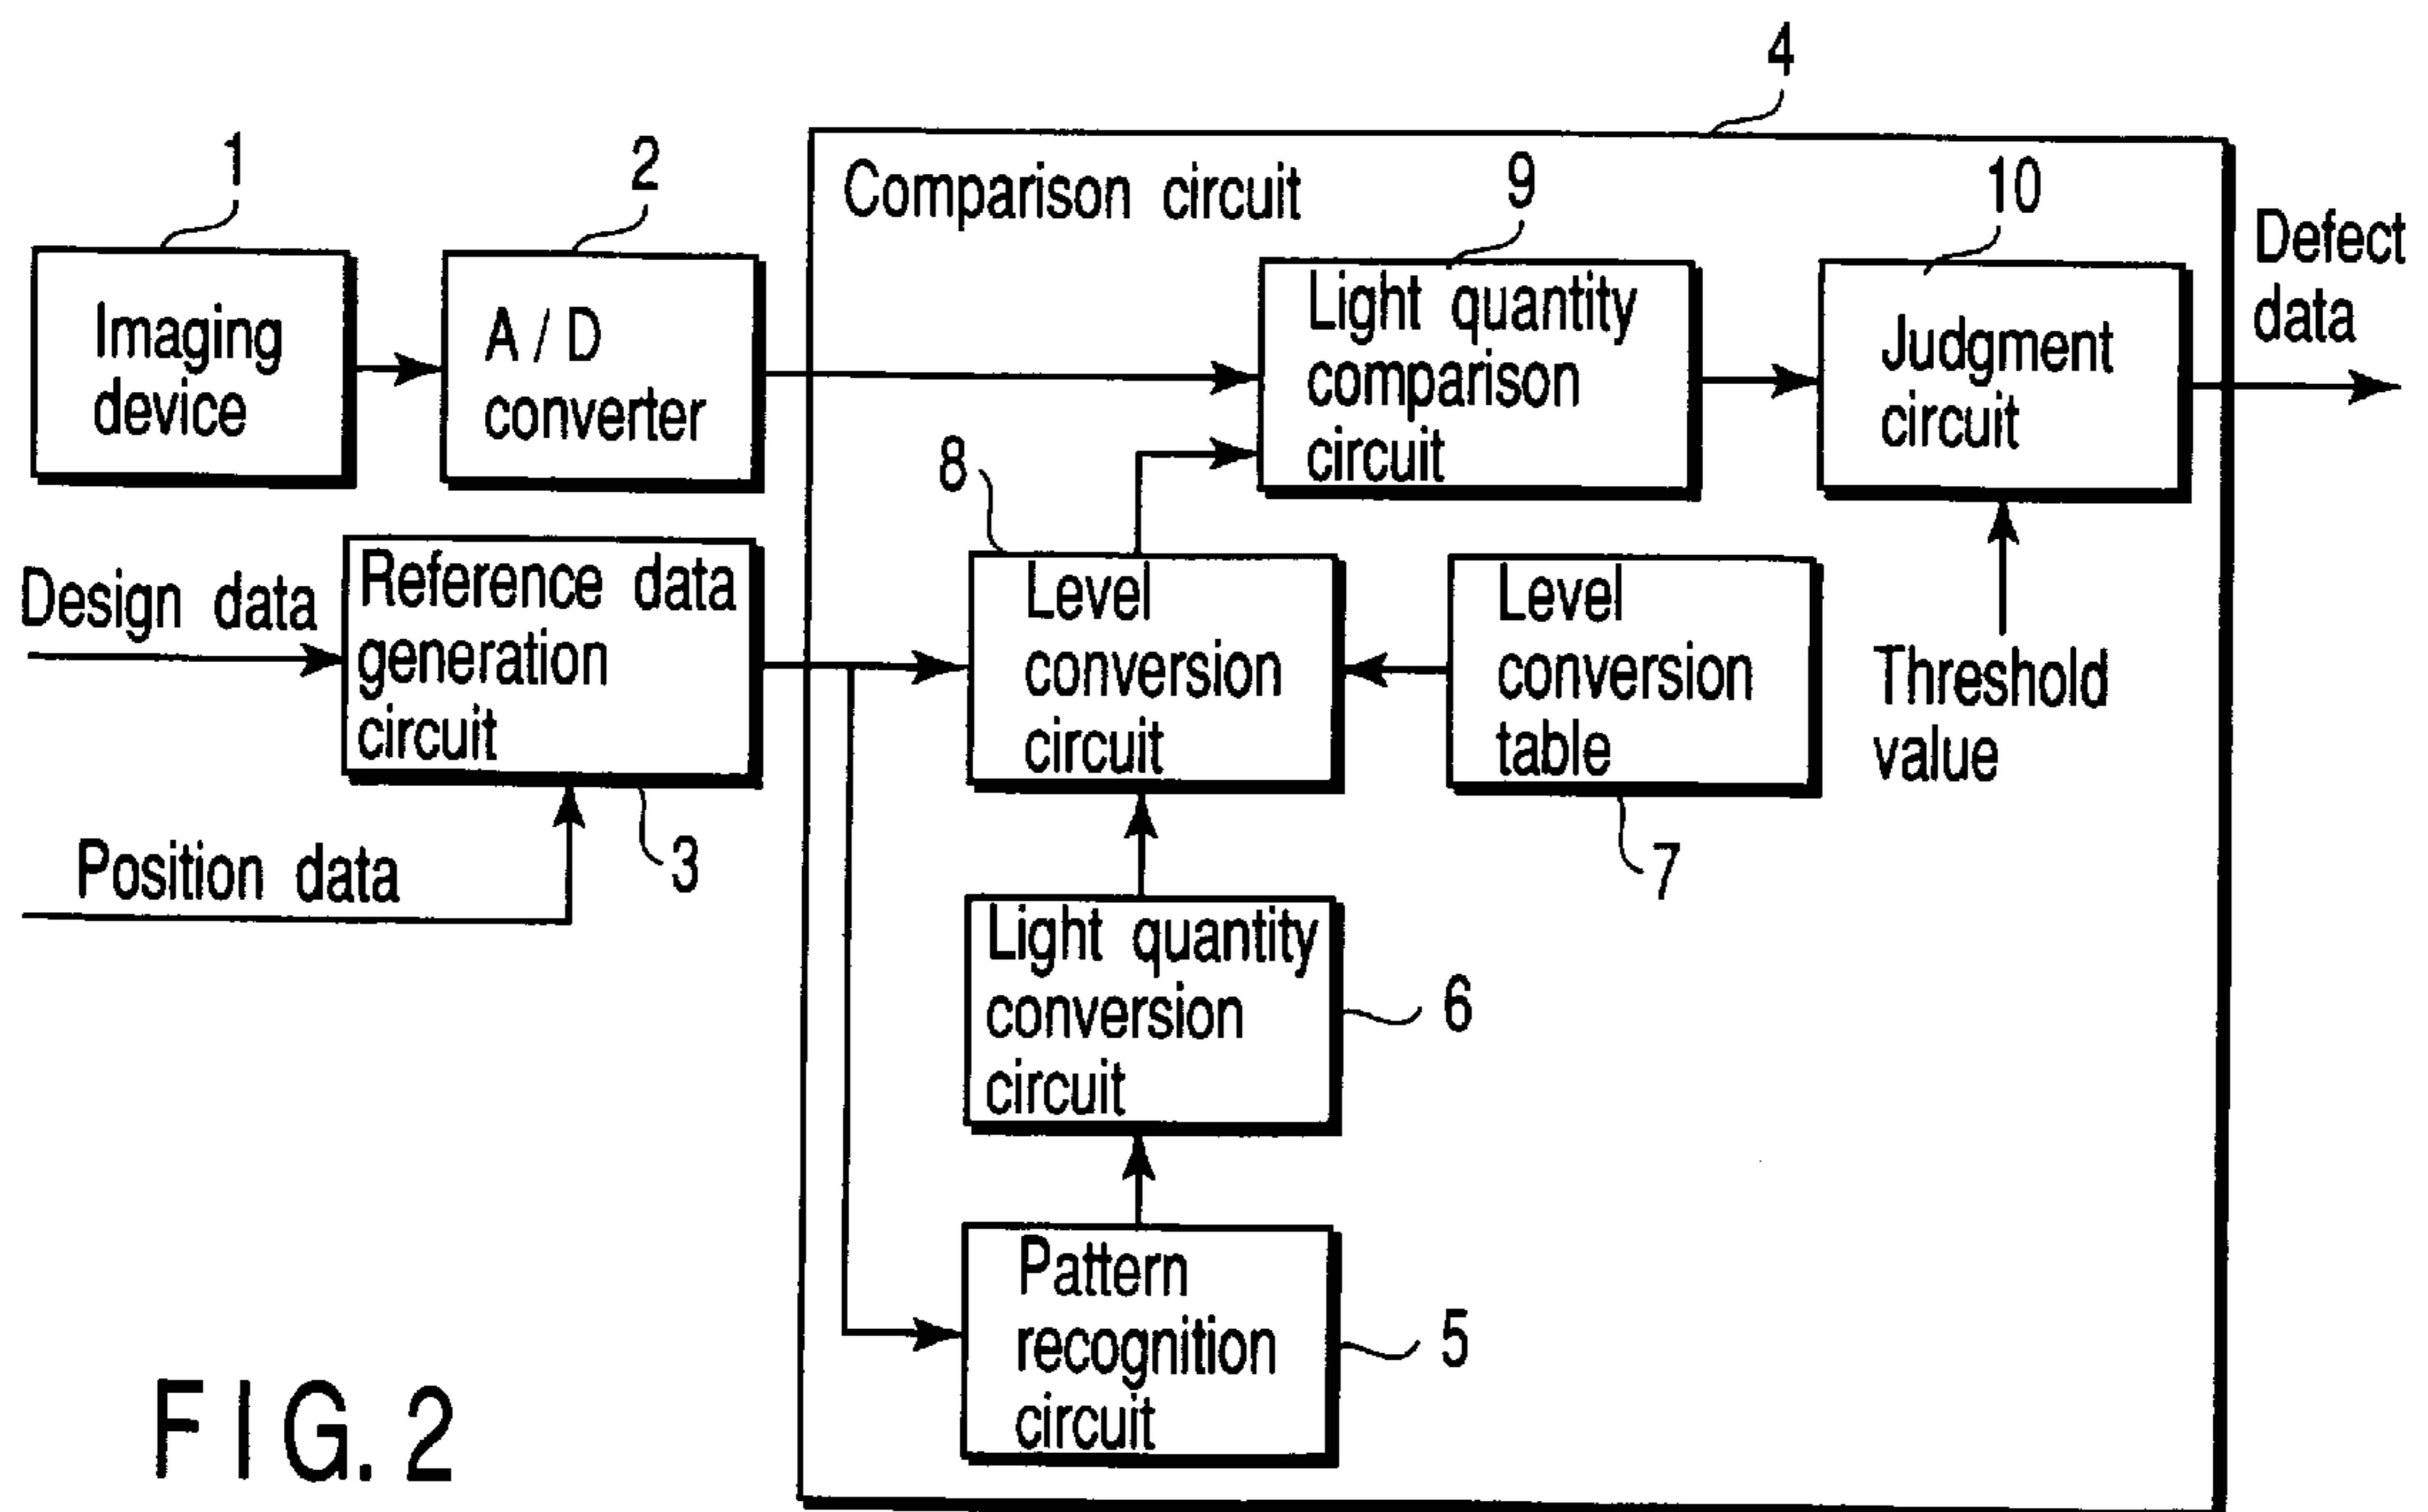 4
1
2
Comparison circuit
9
10
Defect
data
Imaging
device
A / D
converter
Light quantity
comparison
circuit
Judgment
circuit
8
Design data
Reference data
generation
circuit
Level
conversion
circuit
Level
conversion
table
Threshold
value
Position data
3
7
Light quantity
conversion
circuit
6
Pattern
recognition
circuit
5
FIG. 2